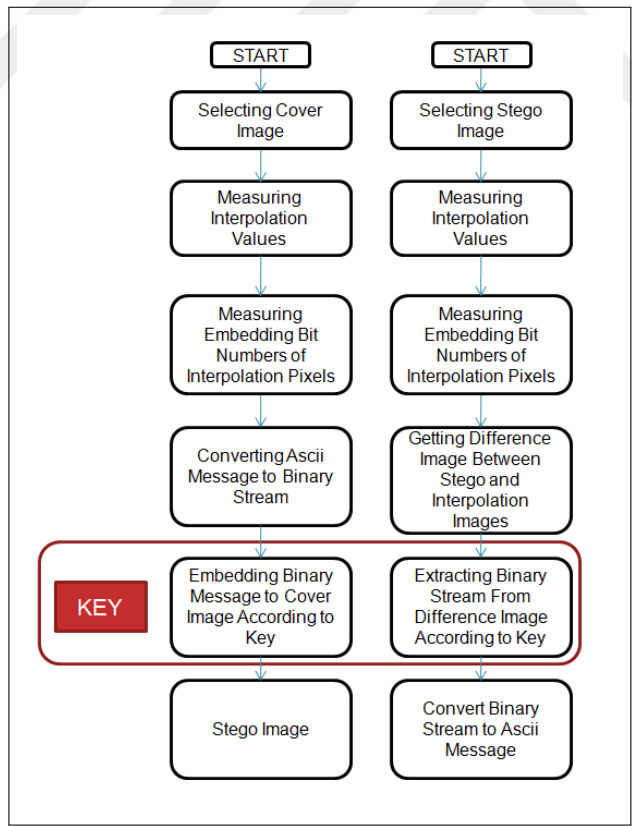 START
Selecting Cover
Image
Measuring
Interpolation
Values
Measuring
Embedding Bit
Numbers of
Interpolation Pixels
Converting Ascii
Message to Binary
Stream
KEY
Embedding Binary
Message to Cover
Image According to
Key
Stego Image
START
Selecting Stego
Image
Measuring
Interpolation
Values
Measuring
Embedding Bit
Numbers of
Interpolation Pixels
Getting Difference
Image Between
Stego and
Interpolation
Images
Extracting Binary
Stream From
Difference Image
According to Key
Convert Binary
Stream to Ascii
Message